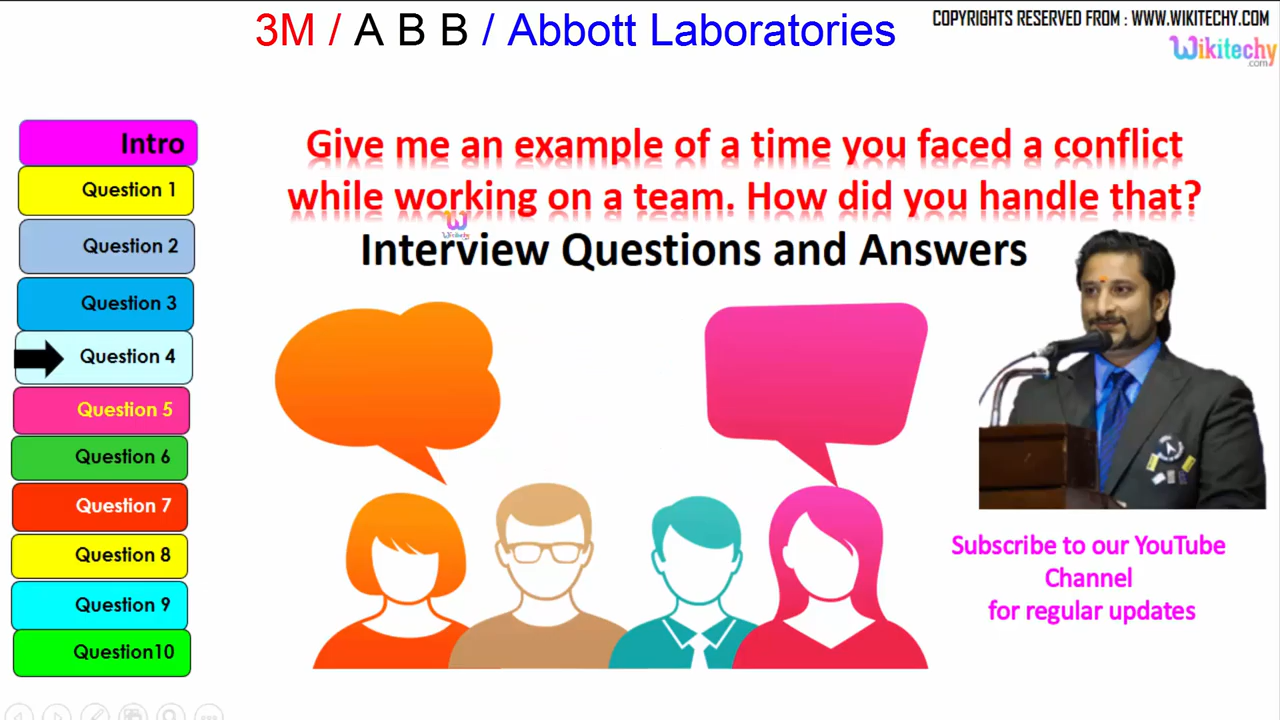 3M / A B B / Abbott Laboratories
COPYRIGHTS RESERVED FROM : WWW.WIKITECHY.COM
Wikitechy
.com
Intro
Question 1
Question 2
Question 3
Question 4
Question 5
Question 6
Question 7
Question 8
Question 9
Question10
Give me an example of a time you faced a conflict
while working on a team. How did you handle that?
Wikitechy
Interview Questions and Answers
Subscribe to our YouTube
Channel
for regular updates